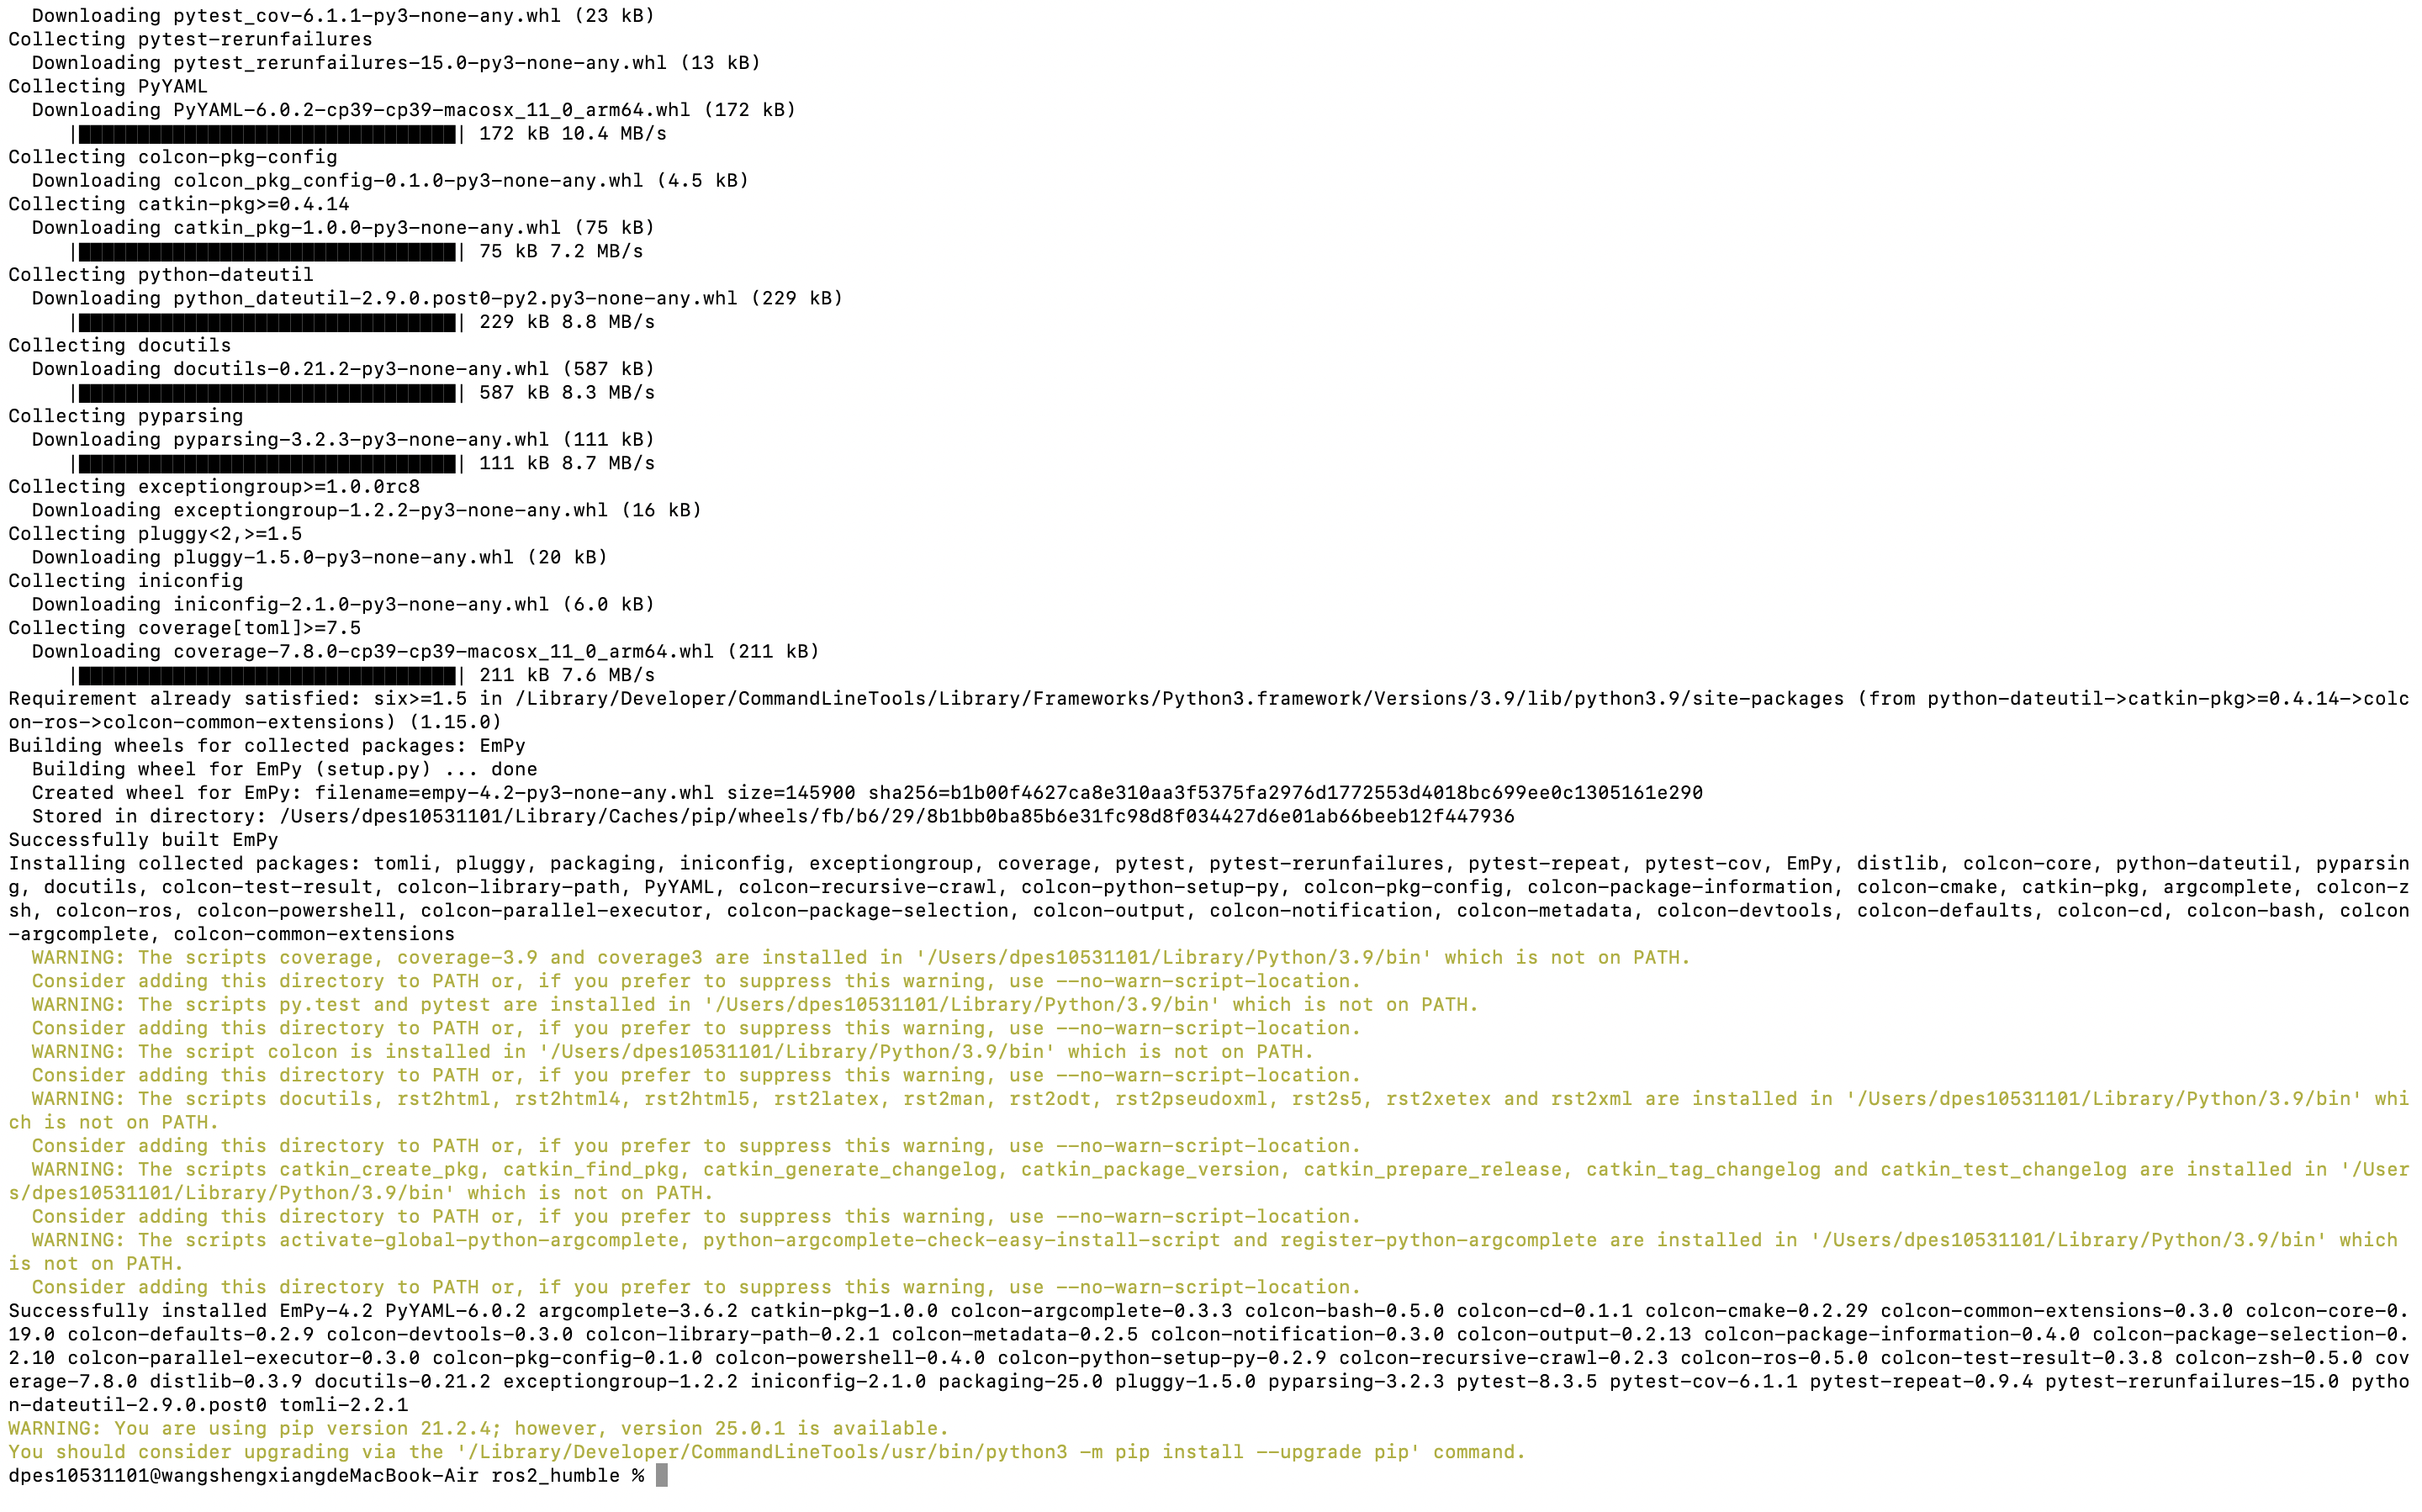 Downloading pytest_cov-6.1.1-py3-none-any.whl (23 kB)
Collecting pytest-rerunfailures
  Downloading pytest_rerunfailures-15.0-py3-none-any.whl (13 kB)
Collecting PyYAML
  Downloading PyYAML-6.0.2-cp39-cp39-macosx_11_0_arm64.whl (172 kB)
     |████████████████████████████████| 172 kB 10.4 MB/s
Collecting colcon-pkg-config
  Downloading colcon_pkg_config-0.1.0-py3-none-any.whl (4.5 kB)
Collecting catkin-pkg>=0.4.14
  Downloading catkin_pkg-1.0.0-py3-none-any.whl (75 kB)
     |████████████████████████████████| 75 kB 7.2 MB/s
Collecting python-dateutil
  Downloading python_dateutil-2.9.0.post0-py2.py3-none-any.whl (229 kB)
     |████████████████████████████████| 229 kB 8.8 MB/s
Collecting docutils
  Downloading docutils-0.21.2-py3-none-any.whl (587 kB)
     |████████████████████████████████| 587 kB 8.3 MB/s
Collecting pyparsing
  Downloading pyparsing-3.2.3-py3-none-any.whl (111 kB)
     |████████████████████████████████| 111 kB 8.7 MB/s
Collecting exceptiongroup>=1.0.0rc8
  Downloading exceptiongroup-1.2.2-py3-none-any.whl (16 kB)
Collecting pluggy<2,>=1.5
  Downloading pluggy-1.5.0-py3-none-any.whl (20 kB)
Collecting iniconfig
  Downloading iniconfig-2.1.0-py3-none-any.whl (6.0 kB)
Collecting coverage[toml]>=7.5
  Downloading coverage-7.8.0-cp39-cp39-macosx_11_0_arm64.whl (211 kB)
     |████████████████████████████████| 211 kB 7.6 MB/s
Requirement already satisfied: six>=1.5 in /Library/Developer/CommandLineTools/Library/Frameworks/Python3.framework/Versions/3.9/lib/python3.9/site-packages (from python-dateutil->catkin-pkg>=0.4.14->colc
on-ros->colcon-common-extensions) (1.15.0)
Building wheels for collected packages: EmPy
  Building wheel for EmPy (setup.py) ... done
  Created wheel for EmPy: filename=empy-4.2-py3-none-any.whl size=145900 sha256=b1b00f4627ca8e310aa3f5375fa2976d1772553d4018bc699ee0c1305161e290
  Stored in directory: /Users/dpes10531101/Library/Caches/pip/wheels/fb/b6/29/8b1bb0ba85b6e31fc98d8f034427d6e01ab66beeb12f447936
Successfully built EmPy
Installing collected packages: tomli, pluggy, packaging, iniconfig, exceptiongroup, coverage, pytest, pytest-rerunfailures, pytest-repeat, pytest-cov, EmPy, distlib, colcon-core, python-dateutil, pyparsin
g, docutils, colcon-test-result, colcon-library-path, PyYAML, colcon-recursive-crawl, colcon-python-setup-py, colcon-pkg-config, colcon-package-information, colcon-cmake, catkin-pkg, argcomplete, colcon-z
sh, colcon-ros, colcon-powershell, colcon-parallel-executor, colcon-package-selection, colcon-output, colcon-notification, colcon-metadata, colcon-devtools, colcon-defaults, colcon-cd, colcon-bash, colcon
-argcomplete, colcon-common-extensions
  WARNING: The scripts coverage, coverage-3.9 and coverage3 are installed in '/Users/dpes10531101/Library/Python/3.9/bin' which is not on PATH.
  Consider adding this directory to PATH or, if you prefer to suppress this warning, use --no-warn-script-location.
  WARNING: The scripts py.test and pytest are installed in '/Users/dpes10531101/Library/Python/3.9/bin' which is not on PATH.
  Consider adding this directory to PATH or, if you prefer to suppress this warning, use --no-warn-script-location.
  WARNING: The script colcon is installed in '/Users/dpes10531101/Library/Python/3.9/bin' which is not on PATH.
  Consider adding this directory to PATH or, if you prefer to suppress this warning, use --no-warn-script-location.
  WARNING: The scripts docutils, rst2html, rst2html4, rst2html5, rst2latex, rst2man, rst2odt, rst2pseudoxml, rst2s5, rst2xetex and rst2xml are installed in '/Users/dpes10531101/Library/Python/3.9/bin' whi
ch is not on PATH.
  Consider adding this directory to PATH or, if you prefer to suppress this warning, use --no-warn-script-location.
  WARNING: The scripts catkin_create_pkg, catkin_find_pkg, catkin_generate_changelog, catkin_package_version, catkin_prepare_release, catkin_tag_changelog and catkin_test_changelog are installed in '/User
s/dpes10531101/Library/Python/3.9/bin' which is not on PATH.
  Consider adding this directory to PATH or, if you prefer to suppress this warning, use --no-warn-script-location.
  WARNING: The scripts activate-global-python-argcomplete, python-argcomplete-check-easy-install-script and register-python-argcomplete are installed in '/Users/dpes10531101/Library/Python/3.9/bin' which 
is not on PATH.
  Consider adding this directory to PATH or, if you prefer to suppress this warning, use --no-warn-script-location.
Successfully installed EmPy-4.2 PyYAML-6.0.2 argcomplete-3.6.2 catkin-pkg-1.0.0 colcon-argcomplete-0.3.3 colcon-bash-0.5.0 colcon-cd-0.1.1 colcon-cmake-0.2.29 colcon-common-extensions-0.3.0 colcon-core-0.
19.0 colcon-defaults-0.2.9 colcon-devtools-0.3.0 colcon-library-path-0.2.1 colcon-metadata-0.2.5 colcon-notification-0.3.0 colcon-output-0.2.13 colcon-package-information-0.4.0 colcon-package-selection-0.
2.10 colcon-parallel-executor-0.3.0 colcon-pkg-config-0.1.0 colcon-powershell-0.4.0 colcon-python-setup-py-0.2.9 colcon-recursive-crawl-0.2.3 colcon-ros-0.5.0 colcon-test-result-0.3.8 colcon-zsh-0.5.0 cov
erage-7.8.0 distlib-0.3.9 docutils-0.21.2 exceptiongroup-1.2.2 iniconfig-2.1.0 packaging-25.0 pluggy-1.5.0 pyparsing-3.2.3 pytest-8.3.5 pytest-cov-6.1.1 pytest-repeat-0.9.4 pytest-rerunfailures-15.0 pytho
n-dateutil-2.9.0.post0 tomli-2.2.1
WARNING: You are using pip version 21.2.4; however, version 25.0.1 is available.
You should consider upgrading via the '/Library/Developer/CommandLineTools/usr/bin/python3 -m pip install --upgrade pip' command.
dpes10531101@wangshengxiangdeMacBook-Air ros2_humble %